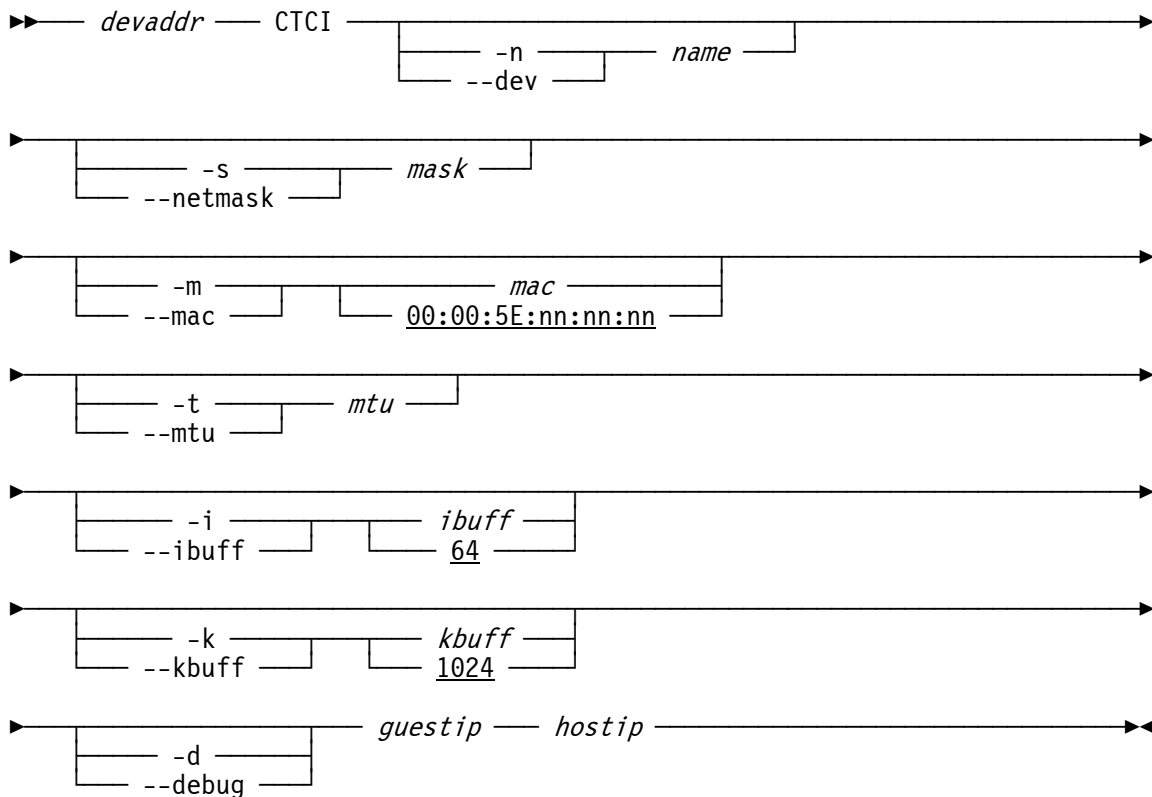 devaddr CTCI
-n name
--dev
-s mask
--netmask
-m mac
--mac 00:00:5E:nn:nn:nn
-t mtu
--mtu
-i ibuff
--ibuff 64
-k kbuff
--kbuff 1024
guestip hostip
-d
--debug